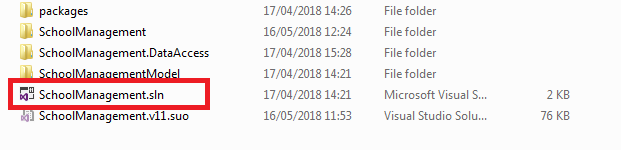 packages 17/04/2018 14:26 File folder
SchoolManagement 16/05/2018 12:24 File folder
SchoolManagement.DataAccess 17/04/2018 15:28 File folder
SchoolManagementModel 17/04/2018 14:21 File folder
SchoolManagement.sln 17/04/2018 14:21 Microsoft Visual S... 2 KB
SchoolManagement.v11.suo 16/05/2018 11:53 Visual Studio Solu... 76 KB